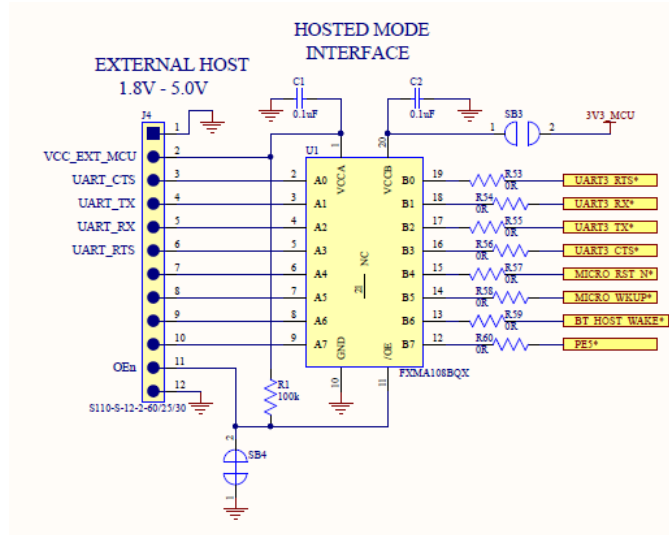 HOSTED MODE
INTERFACE
EXTERNAL HOST
1.8V - 5.0V
C1
0.1uF
C2
0.1uF
SB3
1 2
3V3_MCU
J4
1
VCC_EXT_MCU 2
UART_CTS 3
UART_TX 4
UART_RX 5
UART_RTS 6
7
8
9
10
OEn 11
12
S110-S-12-2-60/25/30
U1
1 VCCA
20 VCCB
2 A0 B0 19 R53 0R UART3_RTS*
3 A1 B1 18 R54 0R UART3_RX*
4 A2 B2 17 R55 0R UART3_TX*
5 A3 B3 16 R56 0R UART3_CTS*
6 A4 B4 15 R57 0R MICRO_RST_N*
7 A5 B5 14 R58 0R MICRO_WKUP*
8 A6 B6 13 R59 0R BT_HOST_WAKE*
9 A7 B7 12 R60 0R PE5*
NC
21
GND
/OE
10
11
FXMA108BQX
R1
100k
2
SB4
1